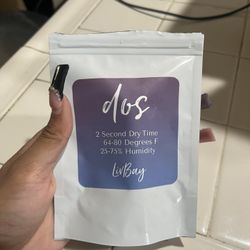 dos
2 Second Dry Time
64-80 Degrees F
25-75% Humidity
LivBay